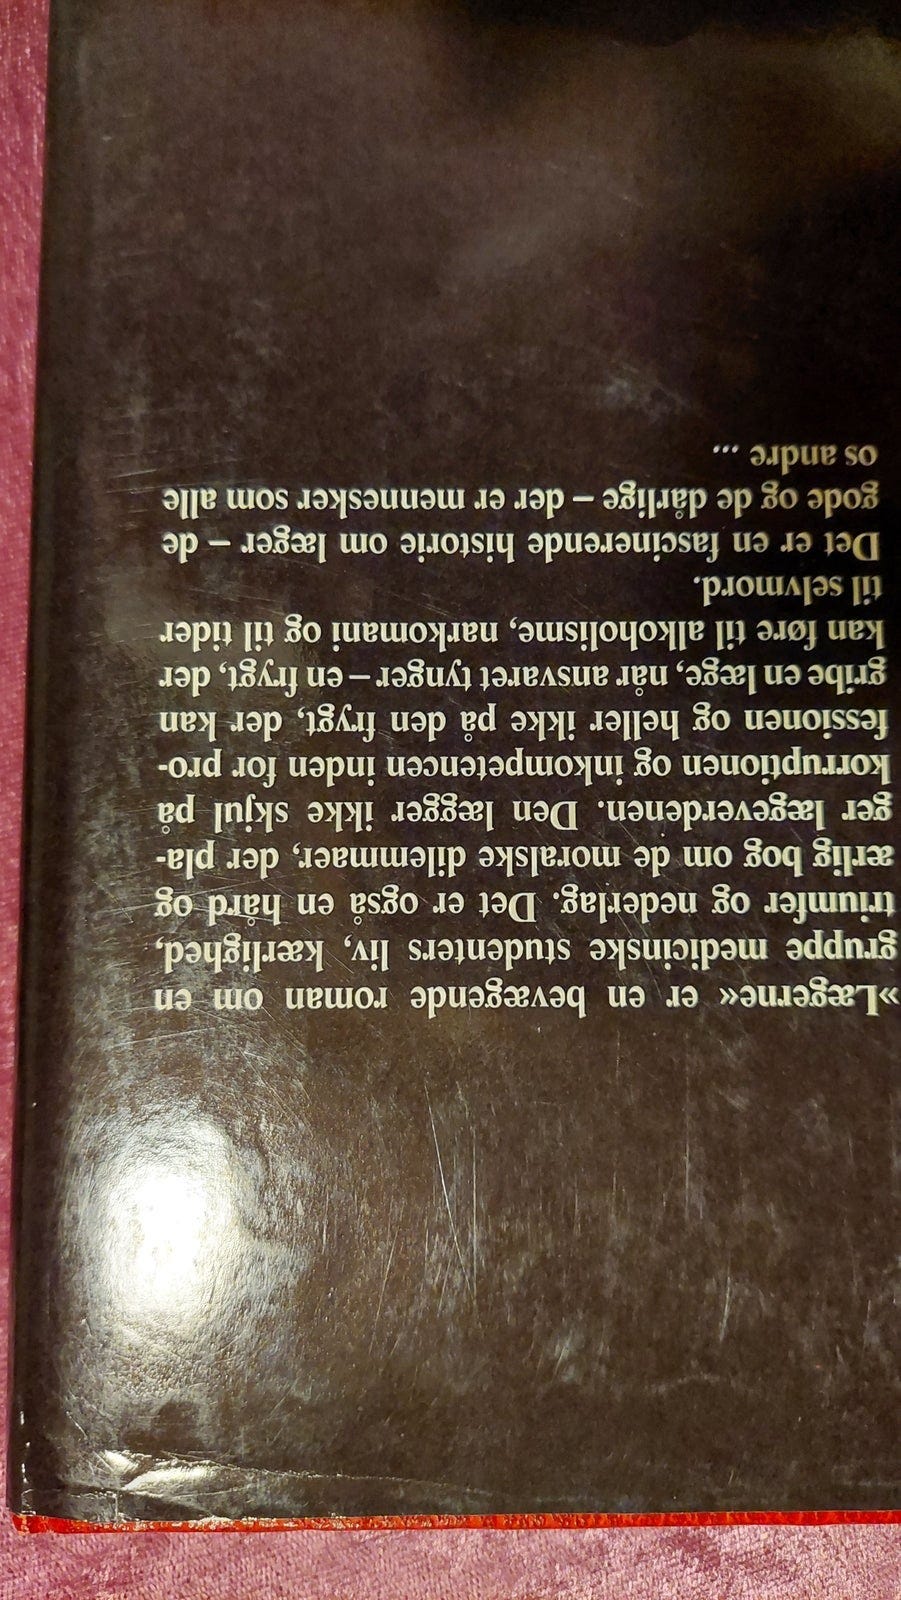 »Lægerne« er en bevægende roman om en
gruppe medicinske studenters liv, kærlighed,
triumfer og nederlag. Det er også en hård og
ærlig bog om de moralske dilemmaer, der pla-
ger lægeverdenen. Den lægger ikke skjul på
korruptionen og inkompetencen inden for pro-
fessionen og heller ikke på den frygt, der kan
gribe en læge, når ansvaret tynger – en frygt, der
kan føre til alkoholisme, narkomani og til tider
til selvmord.
Det er en fascinerende historie om læger – de
gode og de dårlige – der er mennesker som alle
os andre ...